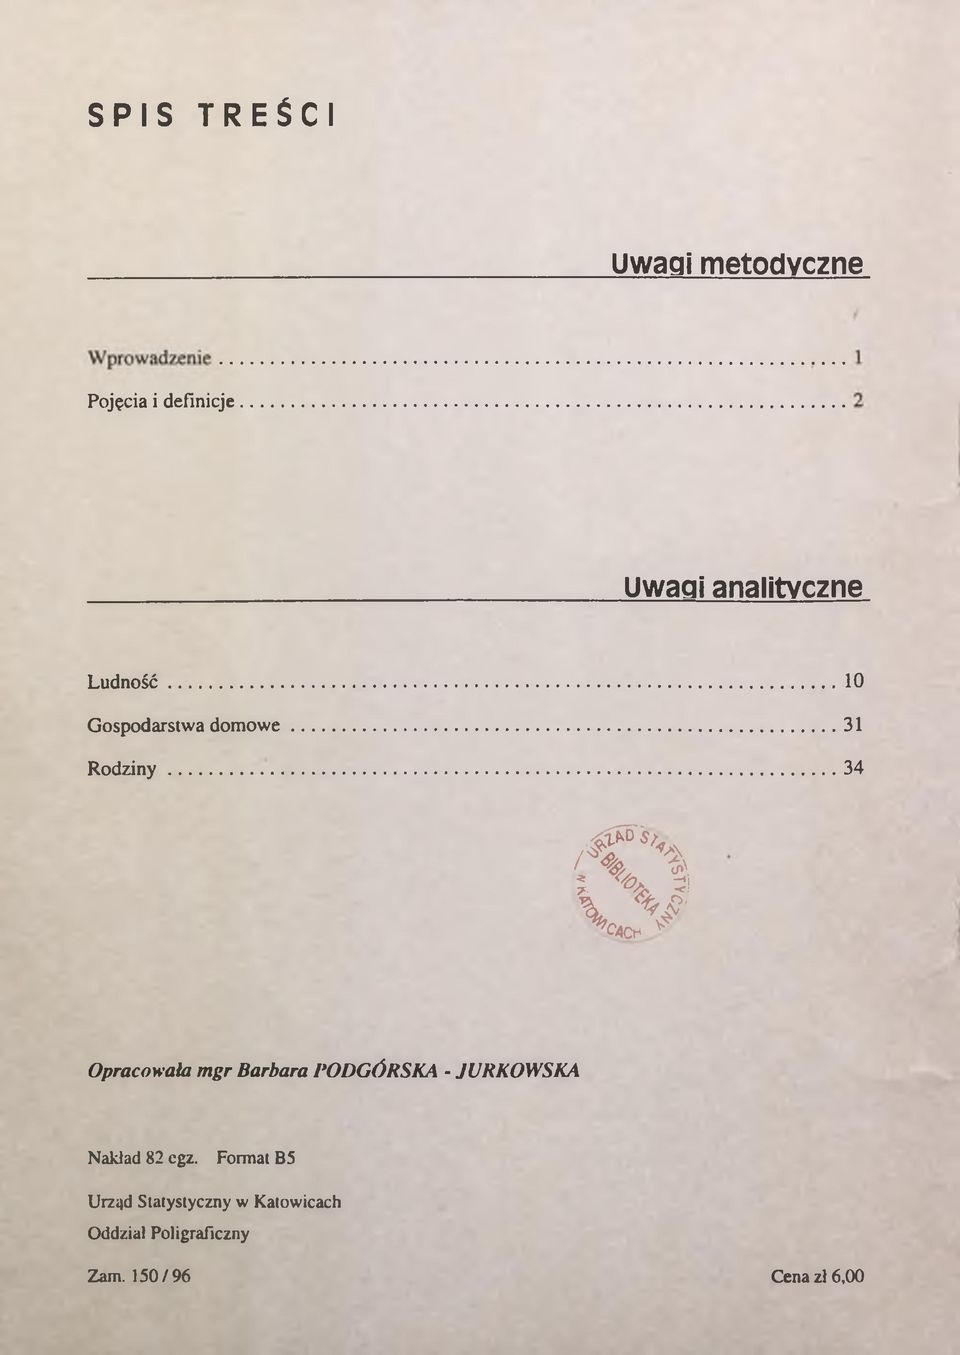 SPIS TREŚCI
Uwagi metodyczne
Wprowadzenie ........................................................ 1
Pojęcia i definicje ........................................................ 2
Uwagi analityczne
Ludność ........................................................ 10
Gospodarstwa domowe ........................................................ 31
Rodziny ........................................................ 34
URZĄD STATYSTYCZNY
BIBLIOTEKA
W KATOWICACH
Opracowała mgr Barbara PODGÓRSKA - JURKOWSKA
Nakład 82 egz. Format B5
Urząd Statystyczny w Katowicach
Oddział Poligraficzny
Zam. 150 / 96 Cena zł 6,00